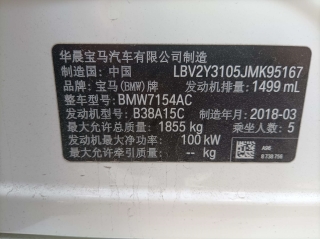 华晨宝马汽车有限公司制造
制造国：中国 LBV2Y3105JMK95167
品牌：宝马(BMW)牌 发动机排量：1499 mL
整车型号：BMW7154AC
发动机型号：B38A15C 制造年月：2018-03
最大允许总质量：1855 kg 乘坐人数：5
发动机最大净功率：100 kW
最大允许牵引质量：-- kg